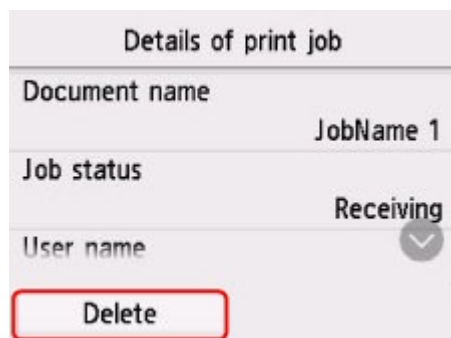 Details of print job
Document name
JobName 1
Job status
Receiving
User name
Delete